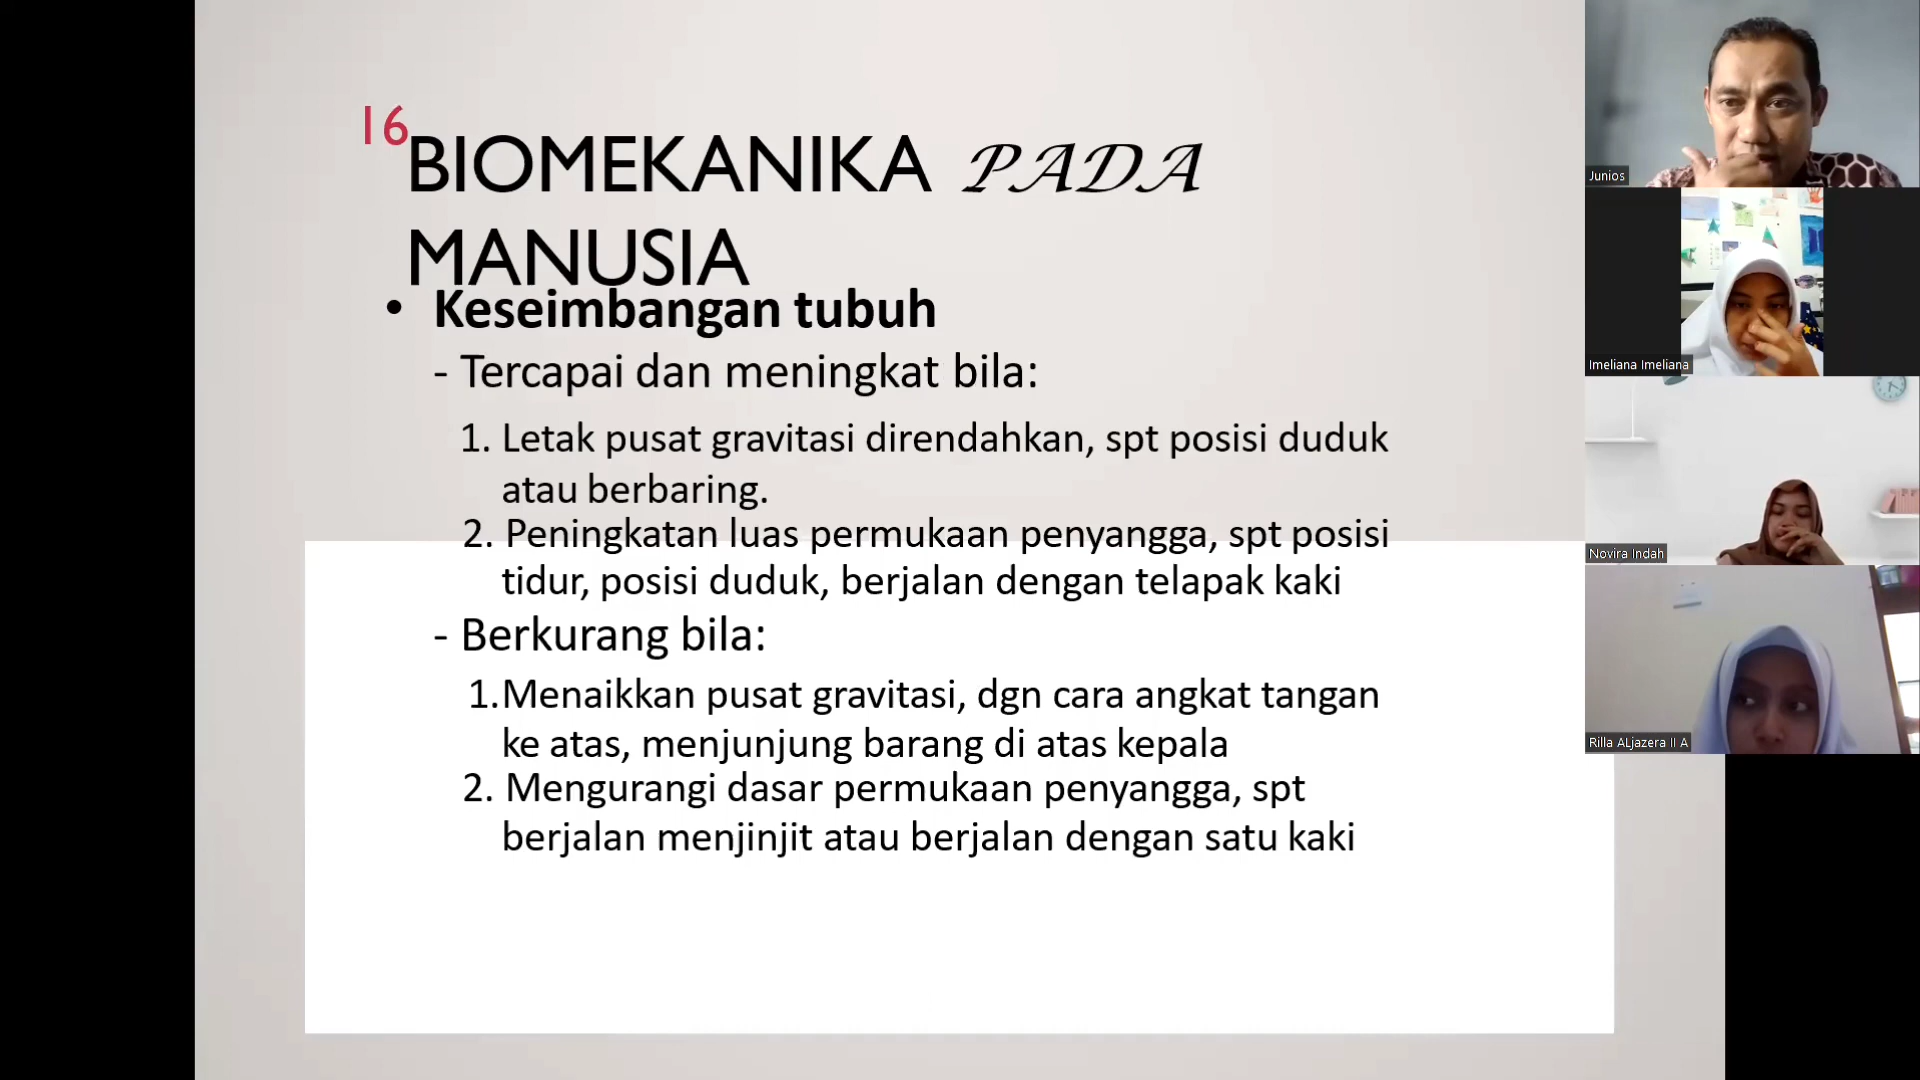 16
BIOMEKANIKA PADA
MANUSIA
• Keseimbangan tubuh
- Tercapai dan meningkat bila:
1. Letak pusat gravitasi direndahkan, spt posisi duduk
atau berbaring.
2. Peningkatan luas permukaan penyangga, spt posisi
tidur, posisi duduk, berjalan dengan telapak kaki
- Berkurang bila:
1.Menaikkan pusat gravitasi, dgn cara angkat tangan
ke atas, menjunjung barang di atas kepala
2. Mengurangi dasar permukaan penyangga, spt
berjalan menjinjit atau berjalan dengan satu kaki
Junios
Imeliana Imeliana
Novira Indah
Rilla ALjazera II A